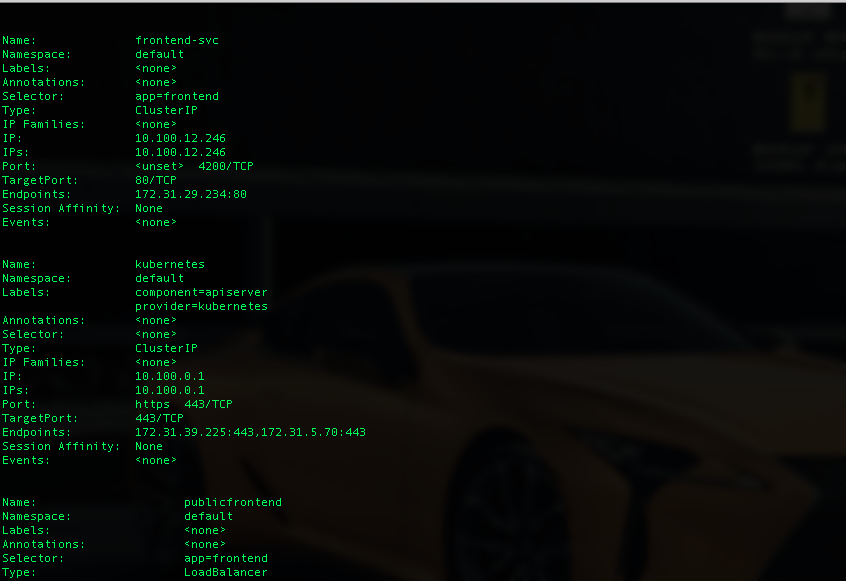 Name: frontend-svc
Namespace: default
Labels: <none>
Annotations: <none>
Selector: app=frontend
Type: ClusterIP
IP Families: <none>
IP: 10.100.12.246
IPs: 10.100.12.246
Port: <unset> 4200/TCP
TargetPort: 80/TCP
Endpoints: 172.31.29.234:80
Session Affinity: None
Events: <none>
Name: kubernetes
Namespace: default
Labels: component=apiserver
provider=kubernetes
Annotations: <none>
Selector: <none>
Type: ClusterIP
IP Families: <none>
IP: 10.100.0.1
IPs: 10.100.0.1
Port: https 443/TCP
TargetPort: 443/TCP
Endpoints: 172.31.39.225:443,172.31.5.70:443
Session Affinity: None
Events: <none>
Name: publicfrontend
Namespace: default
Labels: <none>
Annotations: <none>
Selector: app=frontend
Type: LoadBalancer